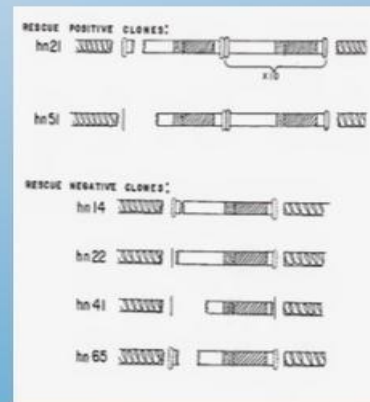 RESCUE POSITIVE CLONES:
hn21
X10
hn51
RESCUE NEGATIVE CLONES:
hn14
hn22
hn41
hn65